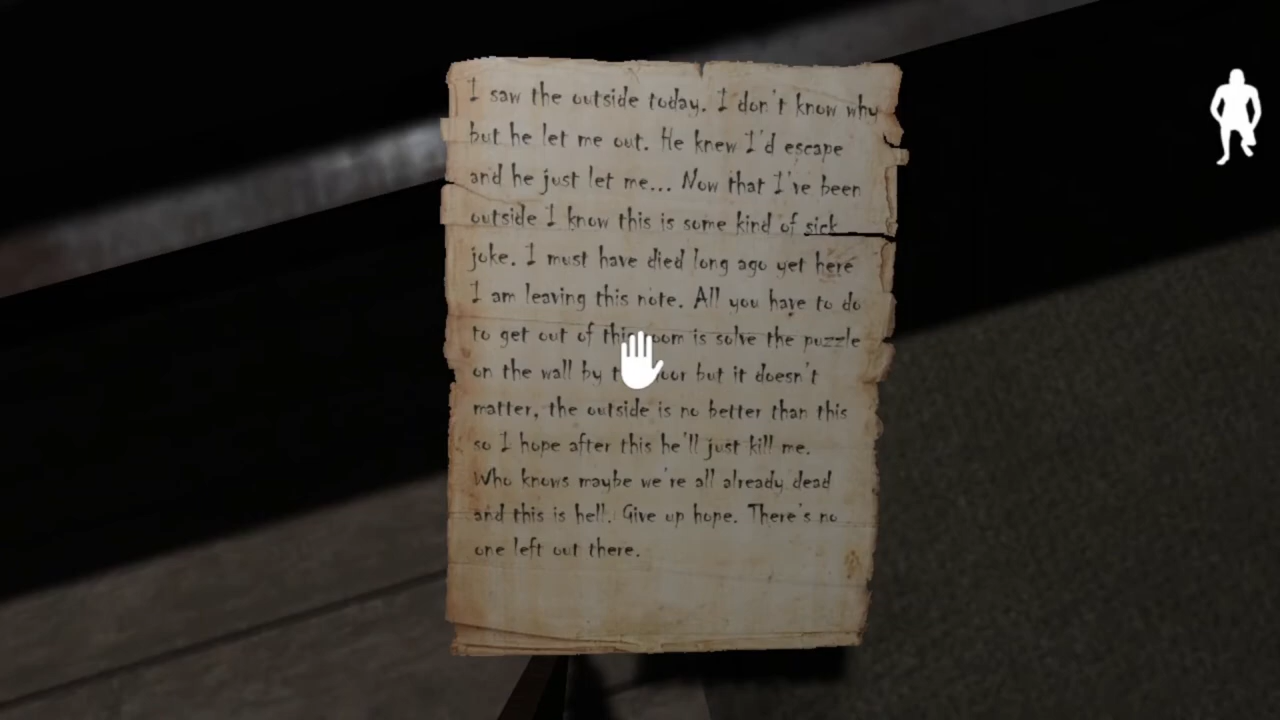 I saw the outside today. I don't know why
but he let me out. He knew I'd escape
and he just let me... Now that I've been
outside I know this is some kind of sick
joke. I must have died long ago yet here
I am leaving this note. All you have to do
to get out of this room is solve the puzzle
on the wall by door but it doesn't
matter, the outside is no better than this
so I hope after this he'll just kill me.
Who knows maybe we're all already dead
and this is hell. Give up hope. There's no
one left out there.